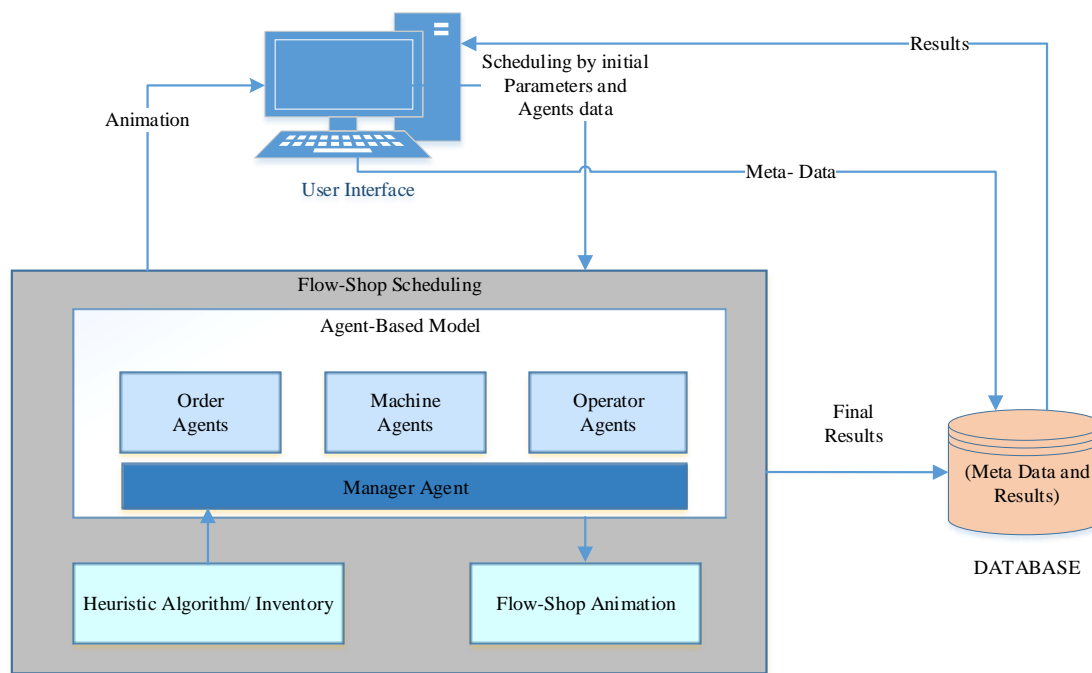 Results
Scheduling by initial
Parameters and
Agents data
Animation
Meta- Data
User Interface
Flow-Shop Scheduling
Agent-Based Model
Order
Agents
Machine
Agents
Operator
Agents
Final
Results
Manager Agent
(Meta Data and
Results)
DATABASE
Heuristic Algorithm/ Inventory
Flow-Shop Animation